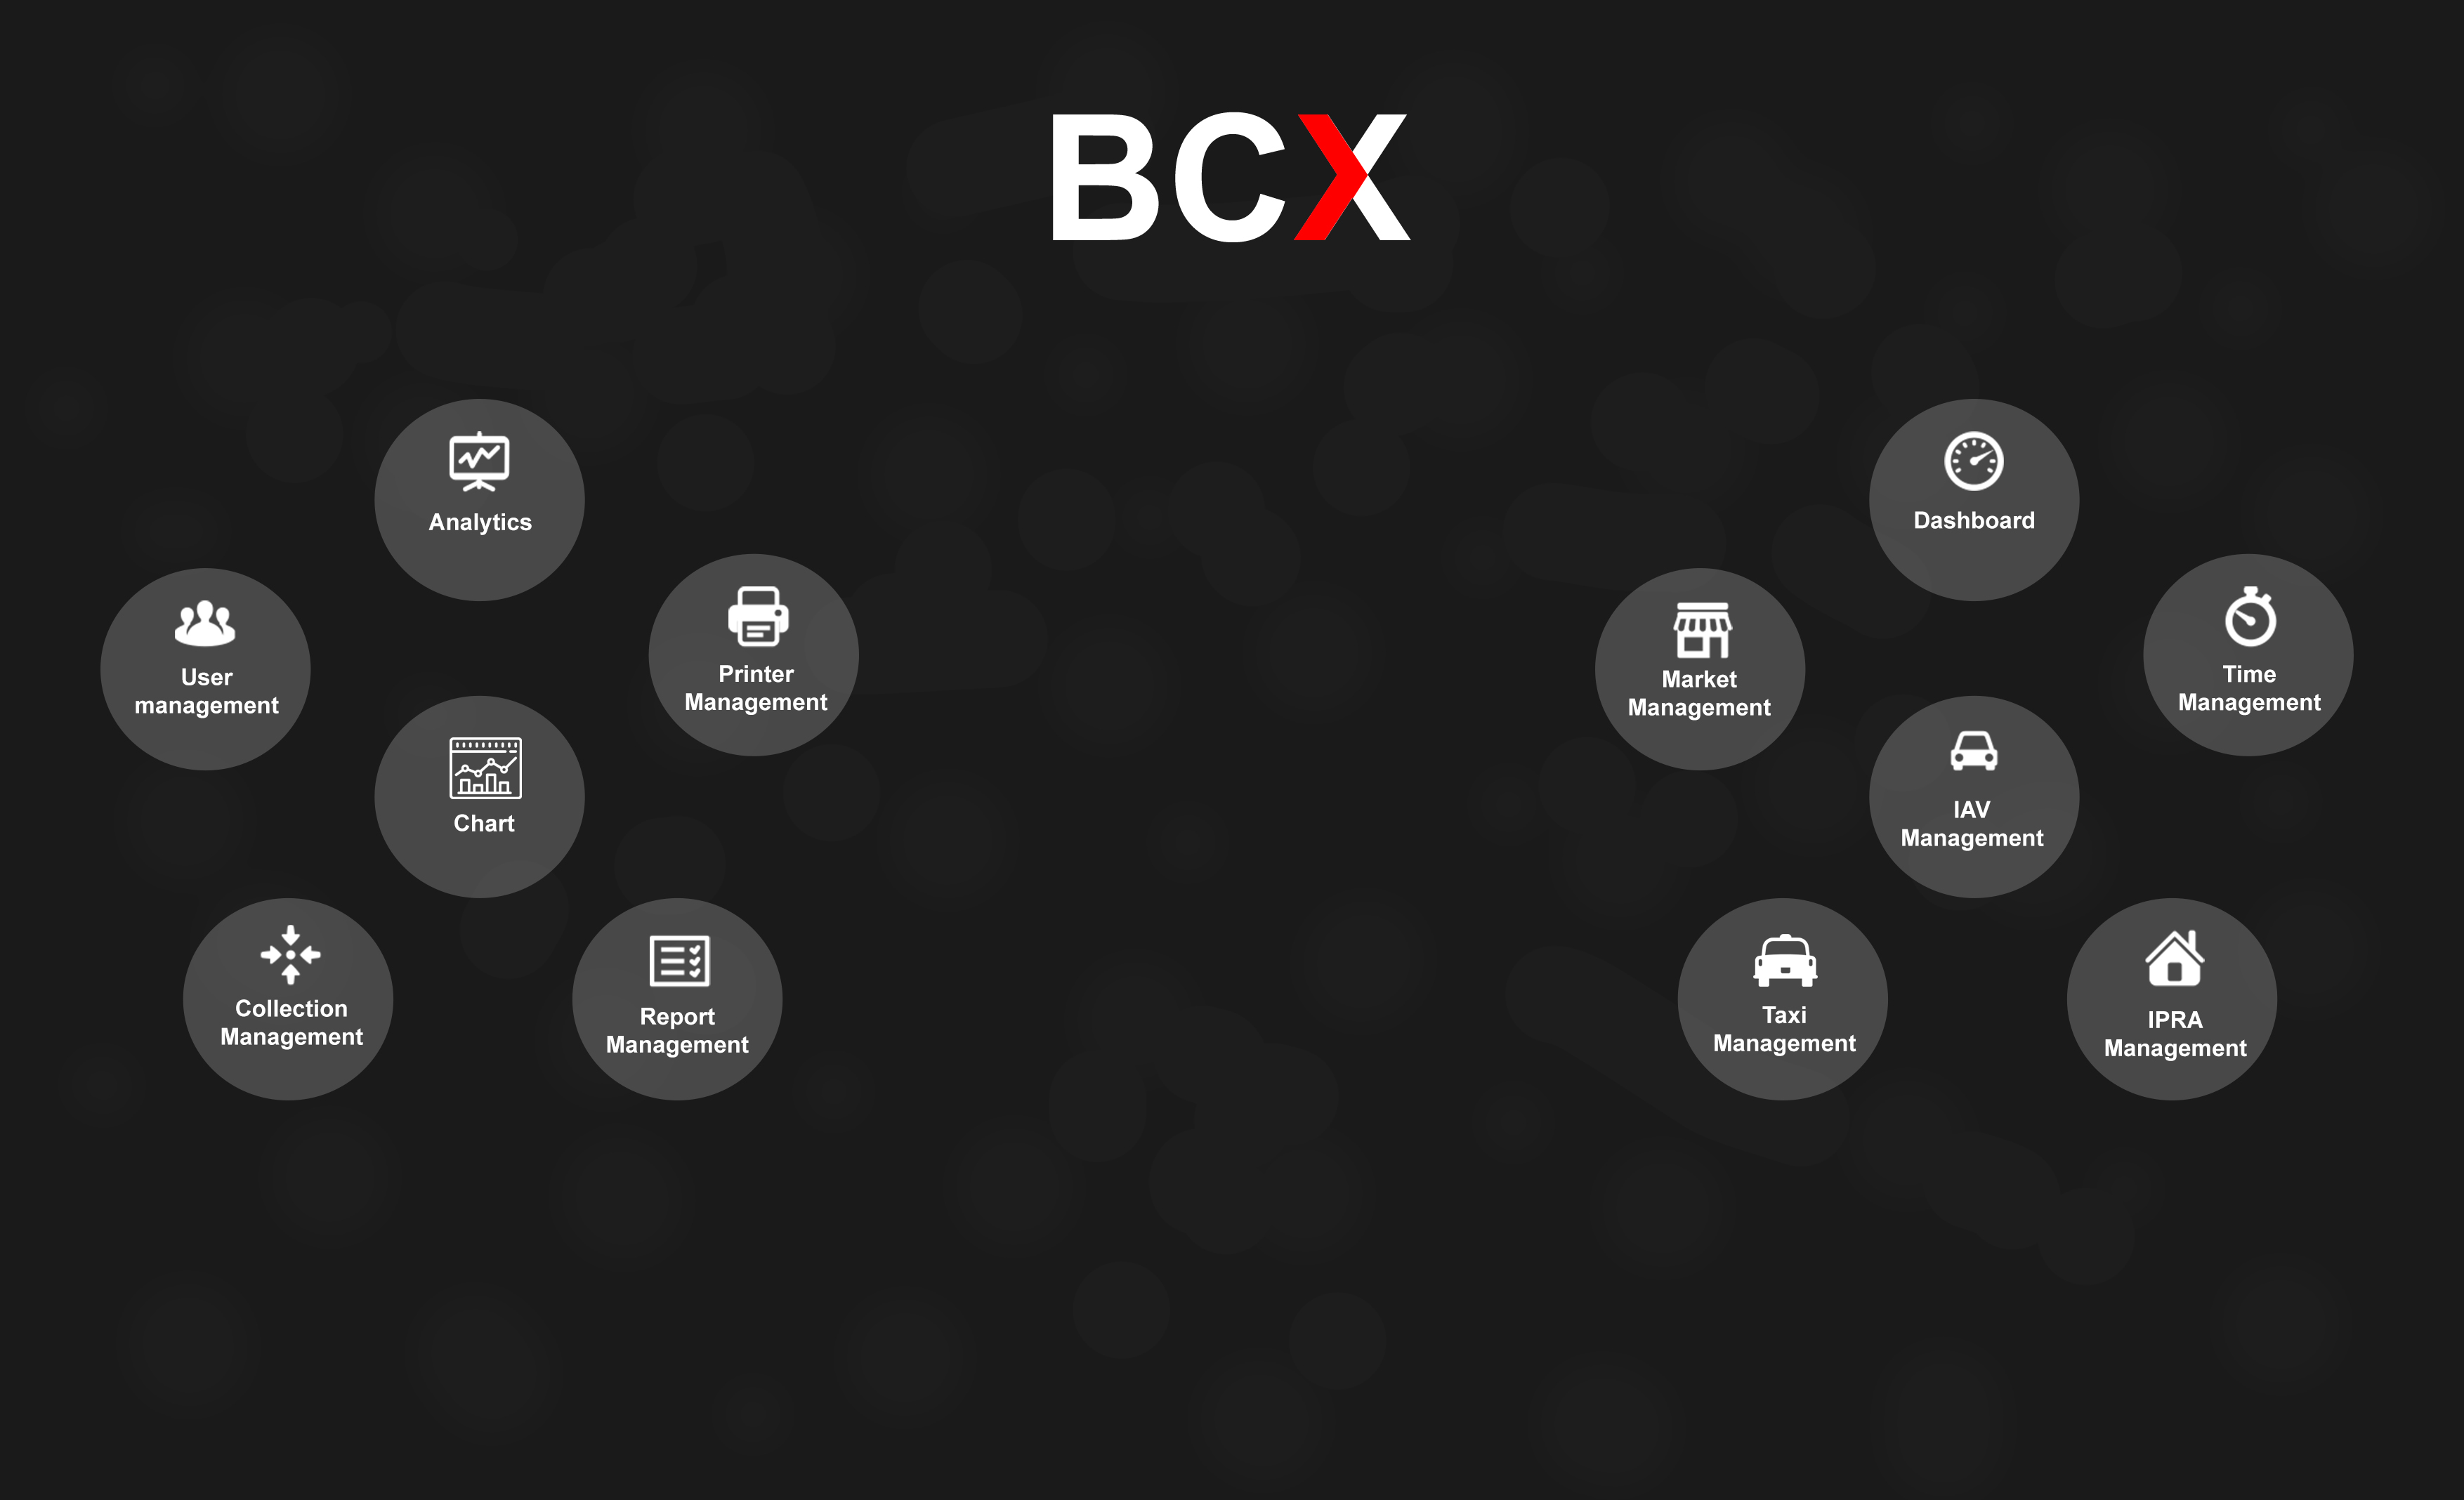 BCX
Analytics
User
management
Printer
Management
Chart
Collection
Management
Report
Management
Dashboard
Market
Management
Time
Management
IAV
Management
Taxi
Management
IPRA
Management